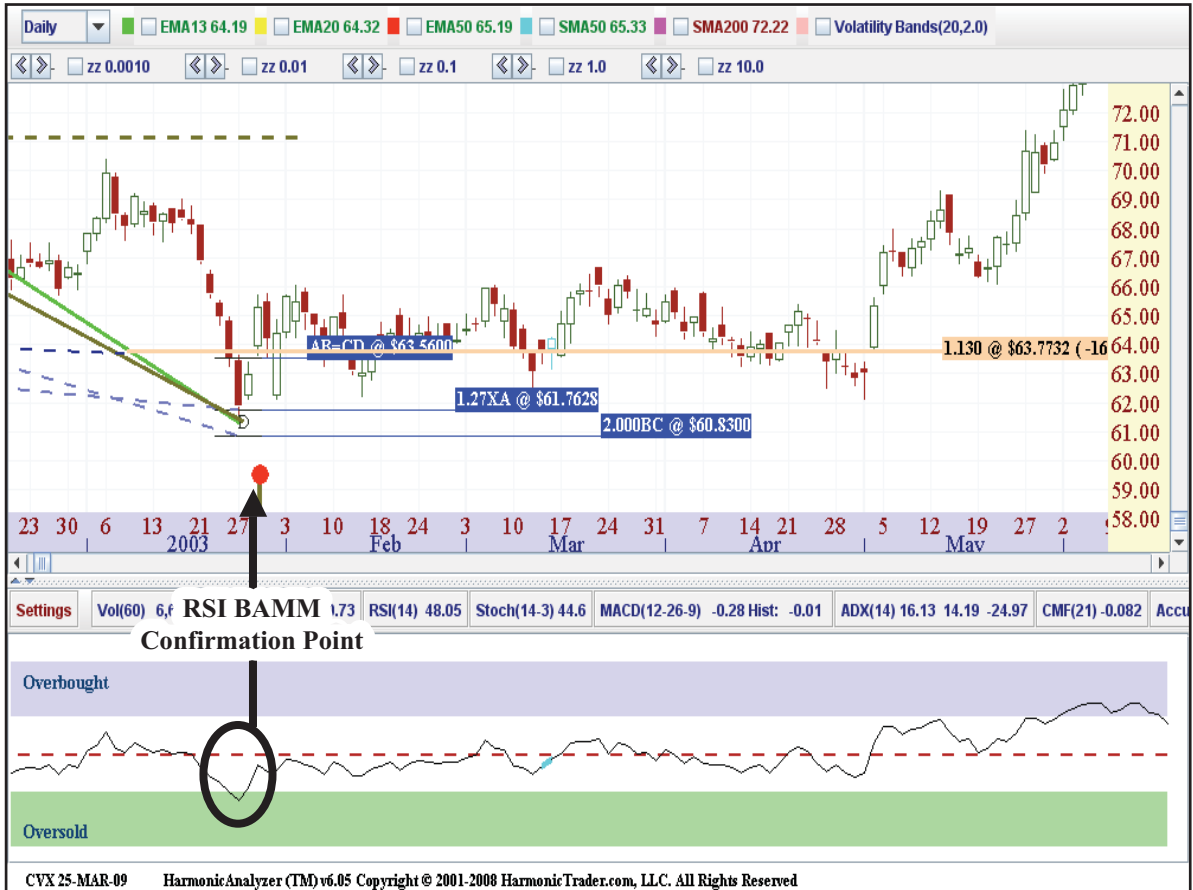 Daily EMA13 64.19 EMA20 64.32 EMA50 65.19 SMA50 65.33 SMA200 72.22 Volatility Bands(20,2.0)
zz 0.0010 zz 0.01 zz 0.1 zz 1.0 zz 10.0
72.00
71.00
70.00
69.00
68.00
67.00
66.00
65.00
AB=CD @ $63.5600
1.130 @ $63.7732 ( -16
64.00
63.00
1.27XA @ $61.7628
62.00
2.000BC @ $60.8300
61.00
60.00
59.00
58.00
23 30 6 13 21 27 3 10 18 24 3 10 17 24 31 7 14 21 28 5 12 19 27 2
2003 Feb Mar Apr May
Settings Vol(60) 0.73 RSI(14) 48.05 Stoch(14-3) 44.6 MACD(12-26-9) -0.28 Hist: -0.01 ADX(14) 16.13 14.19 -24.97 CMF(21) -0.082 Accu
RSI BAMM
Confirmation Point
Overbought
Oversold
CVX 25-MAR-09 HarmonicAnalyzer (TM) v6.05 Copyright © 2001-2008 HarmonicTrader.com, LLC. All Rights Reserved